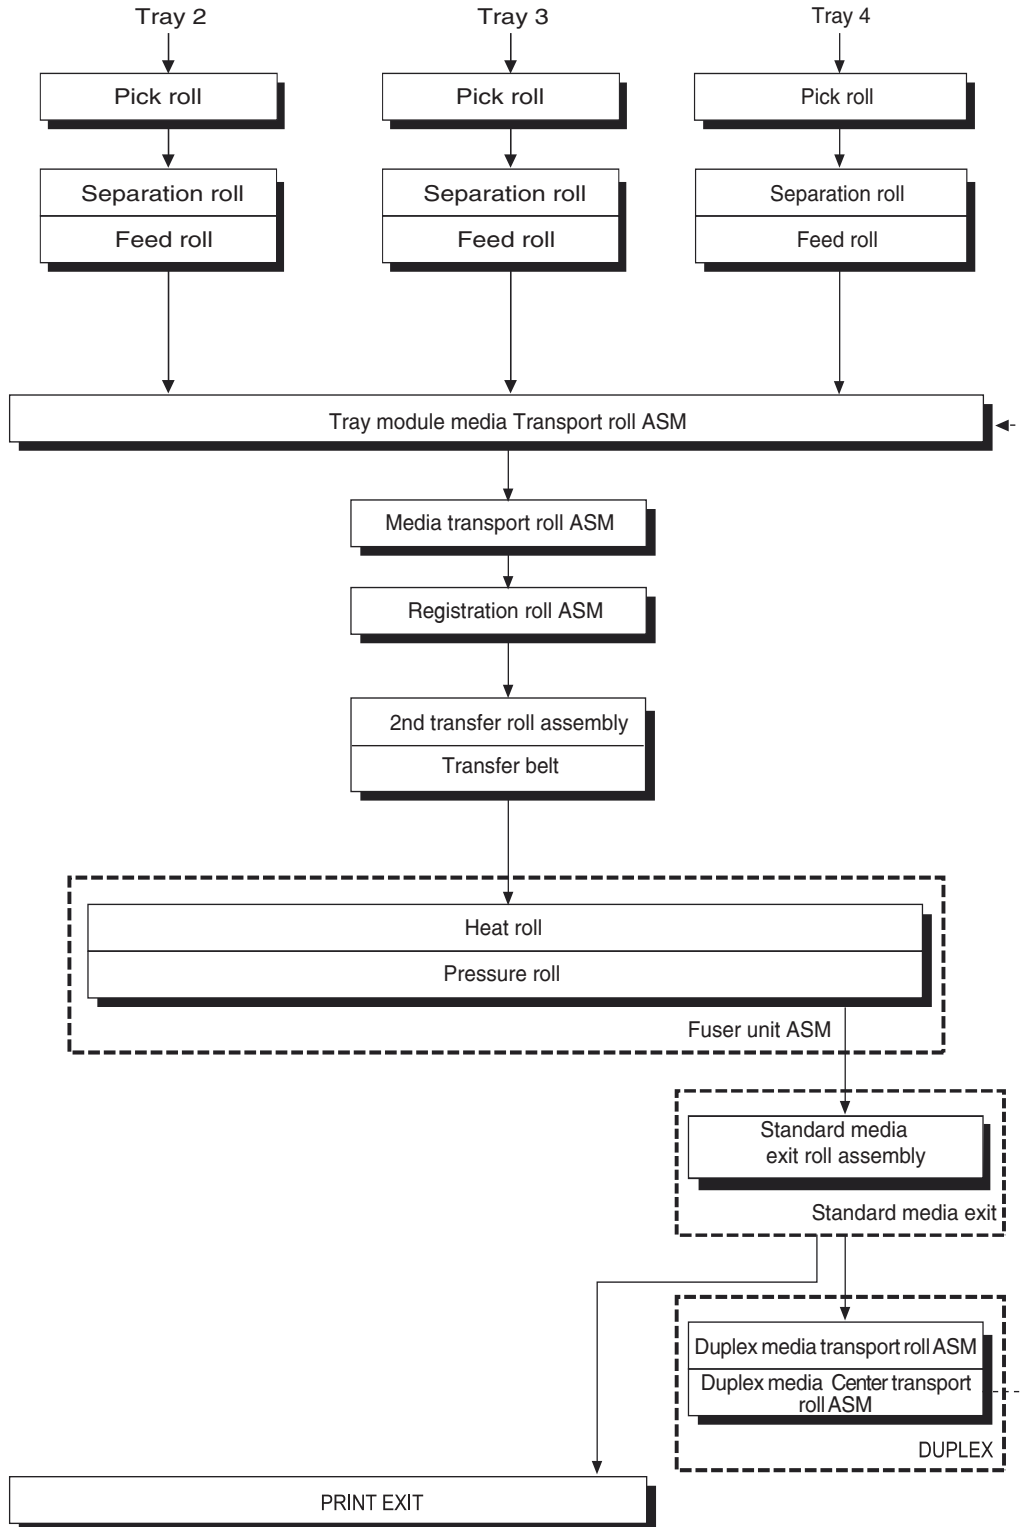 Tray 2
Tray 3
Tray 4
Pick roll
Pick roll
Pick roll
Separation roll
Separation roll
Separation roll
Feed roll
Feed roll
Feed roll
Tray module media Transport roll ASM
Media transport roll ASM
Registration roll ASM
2nd transfer roll assembly
Transfer belt
Heat roll
Pressure roll
Fuser unit ASM
Standard media
exit roll assembly
Standard media exit
Duplex media transport roll ASM
Duplex media Center transport
roll ASM
DUPLEX
PRINT EXIT